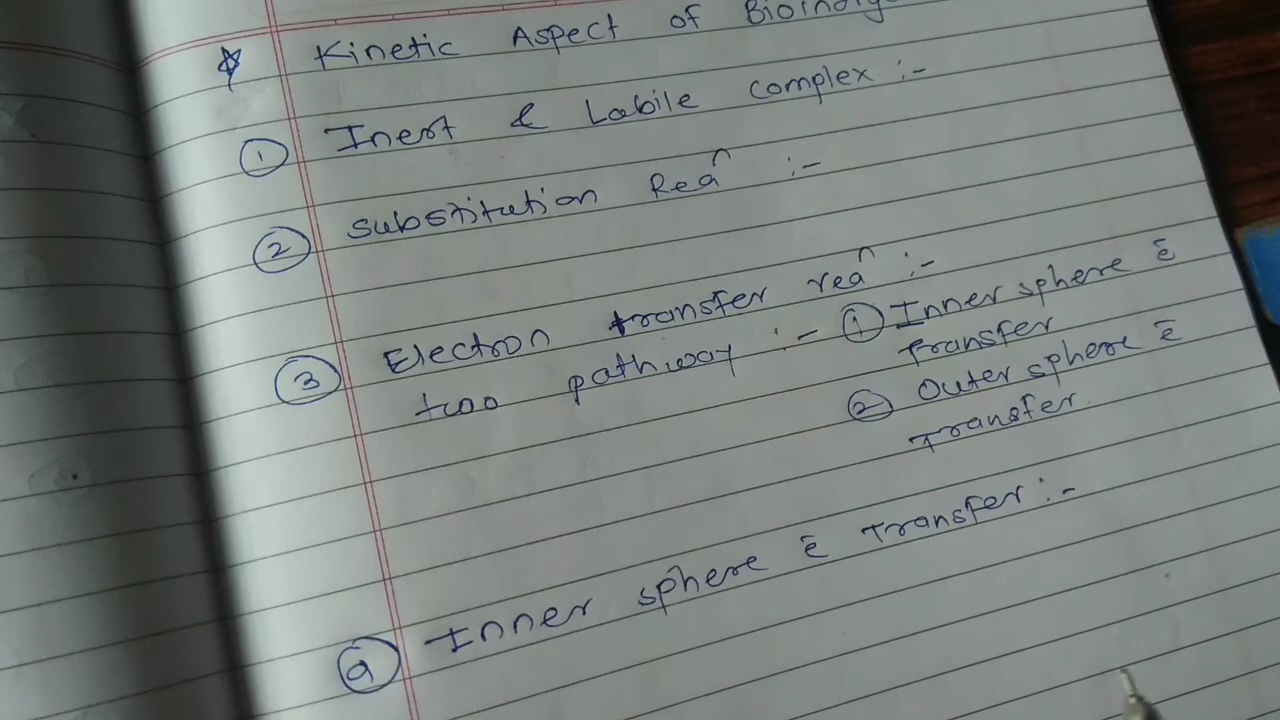 ☆ Kinetic Aspect of
① Inert & Labile complex :-
② substitution Reaⁿ :-
③ Electron transfer reaⁿ :-
two pathway :- ① Inner sphere ē
Transfer
② Outer sphere ē
Transfer.
ⓐ Inner sphere ē Transfer :-